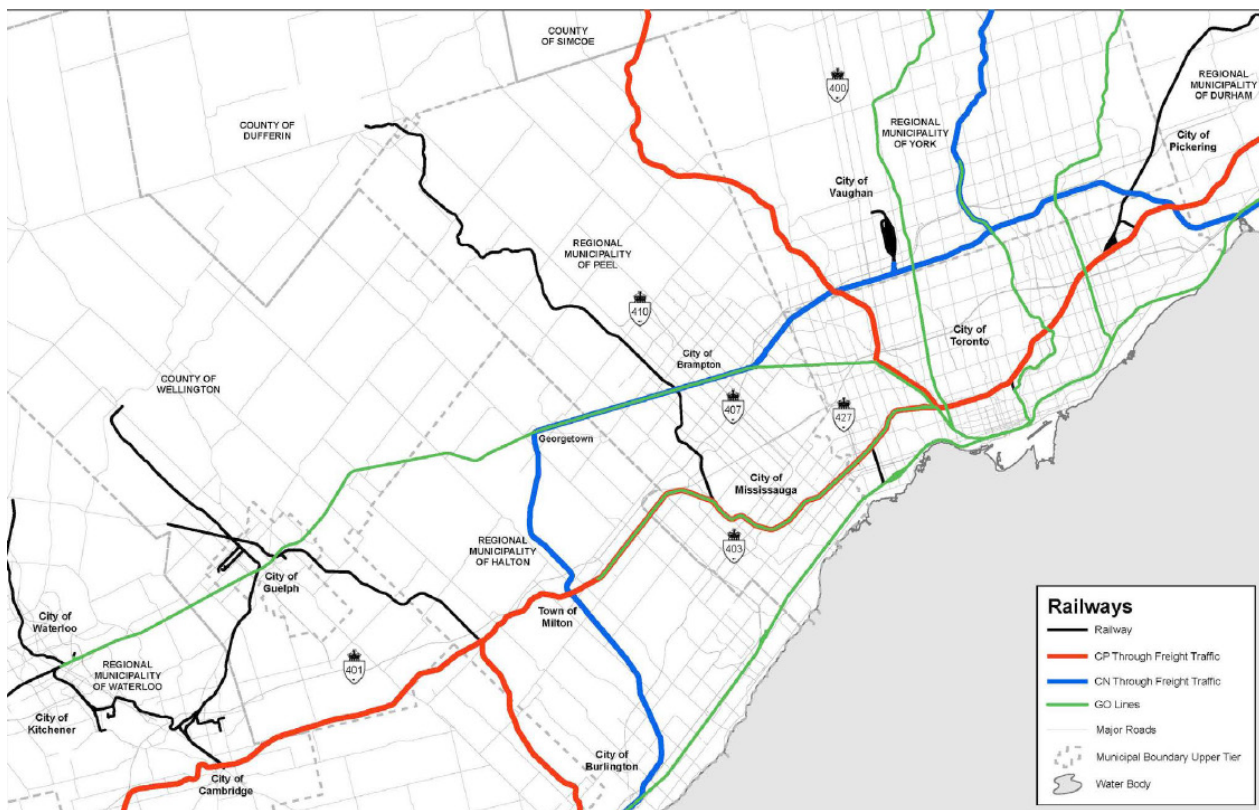 COUNTY
OF SIMCOE
400
REGIONAL
MUNICIPALITY
OF DURHAM
COUNTY OF
DUFFERIN
REGIONAL
MUNICIPALITY
OF YORK
City of
Pickering
City of
Vaughan
REGIONAL
MUNICIPALITY
OF PEEL
410
City of
Toronto
City of
Brampton
COUNTY OF
WELLINGTON
407
427
Georgetown
City of
Mississauga
REGIONAL
MUNICIPALITY
OF HALTON
403
City of
Guelph
City of
Waterloo
Town of
Milton
REGIONAL
MUNICIPALITY
OF WATERLOO
401
City of
Kitchener
City of
Burlington
City of
Cambridge
Railways
Railway
CP Through Freight Traffic
CN Through Freight Traffic
GO Lines
Major Roads
Municipal Boundary Upper Tier
Water Body